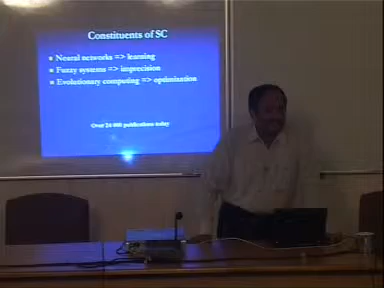 Constituents of SC
Neural networks => learning
Fuzzy systems => imprecision
Evolutionary computing => optimization
Over 24 000 publications today